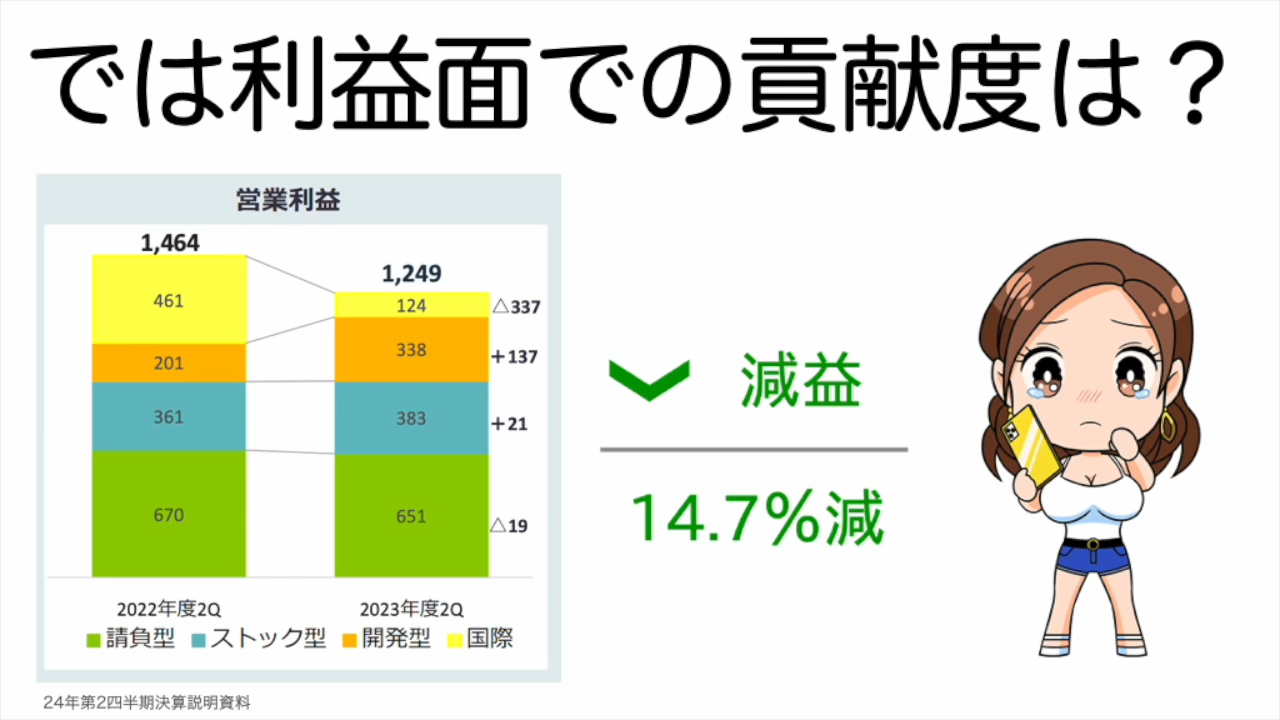 では利益面での貢献度は？
営業利益
1,464
1,249
461
124
△337
201
338
+137
361
383
+21
670
651
△19
減益
14.7%減
2022年度2Q
2023年度2Q
請負型 ストック型 開発型 国際
24年第2四半期決算説明資料